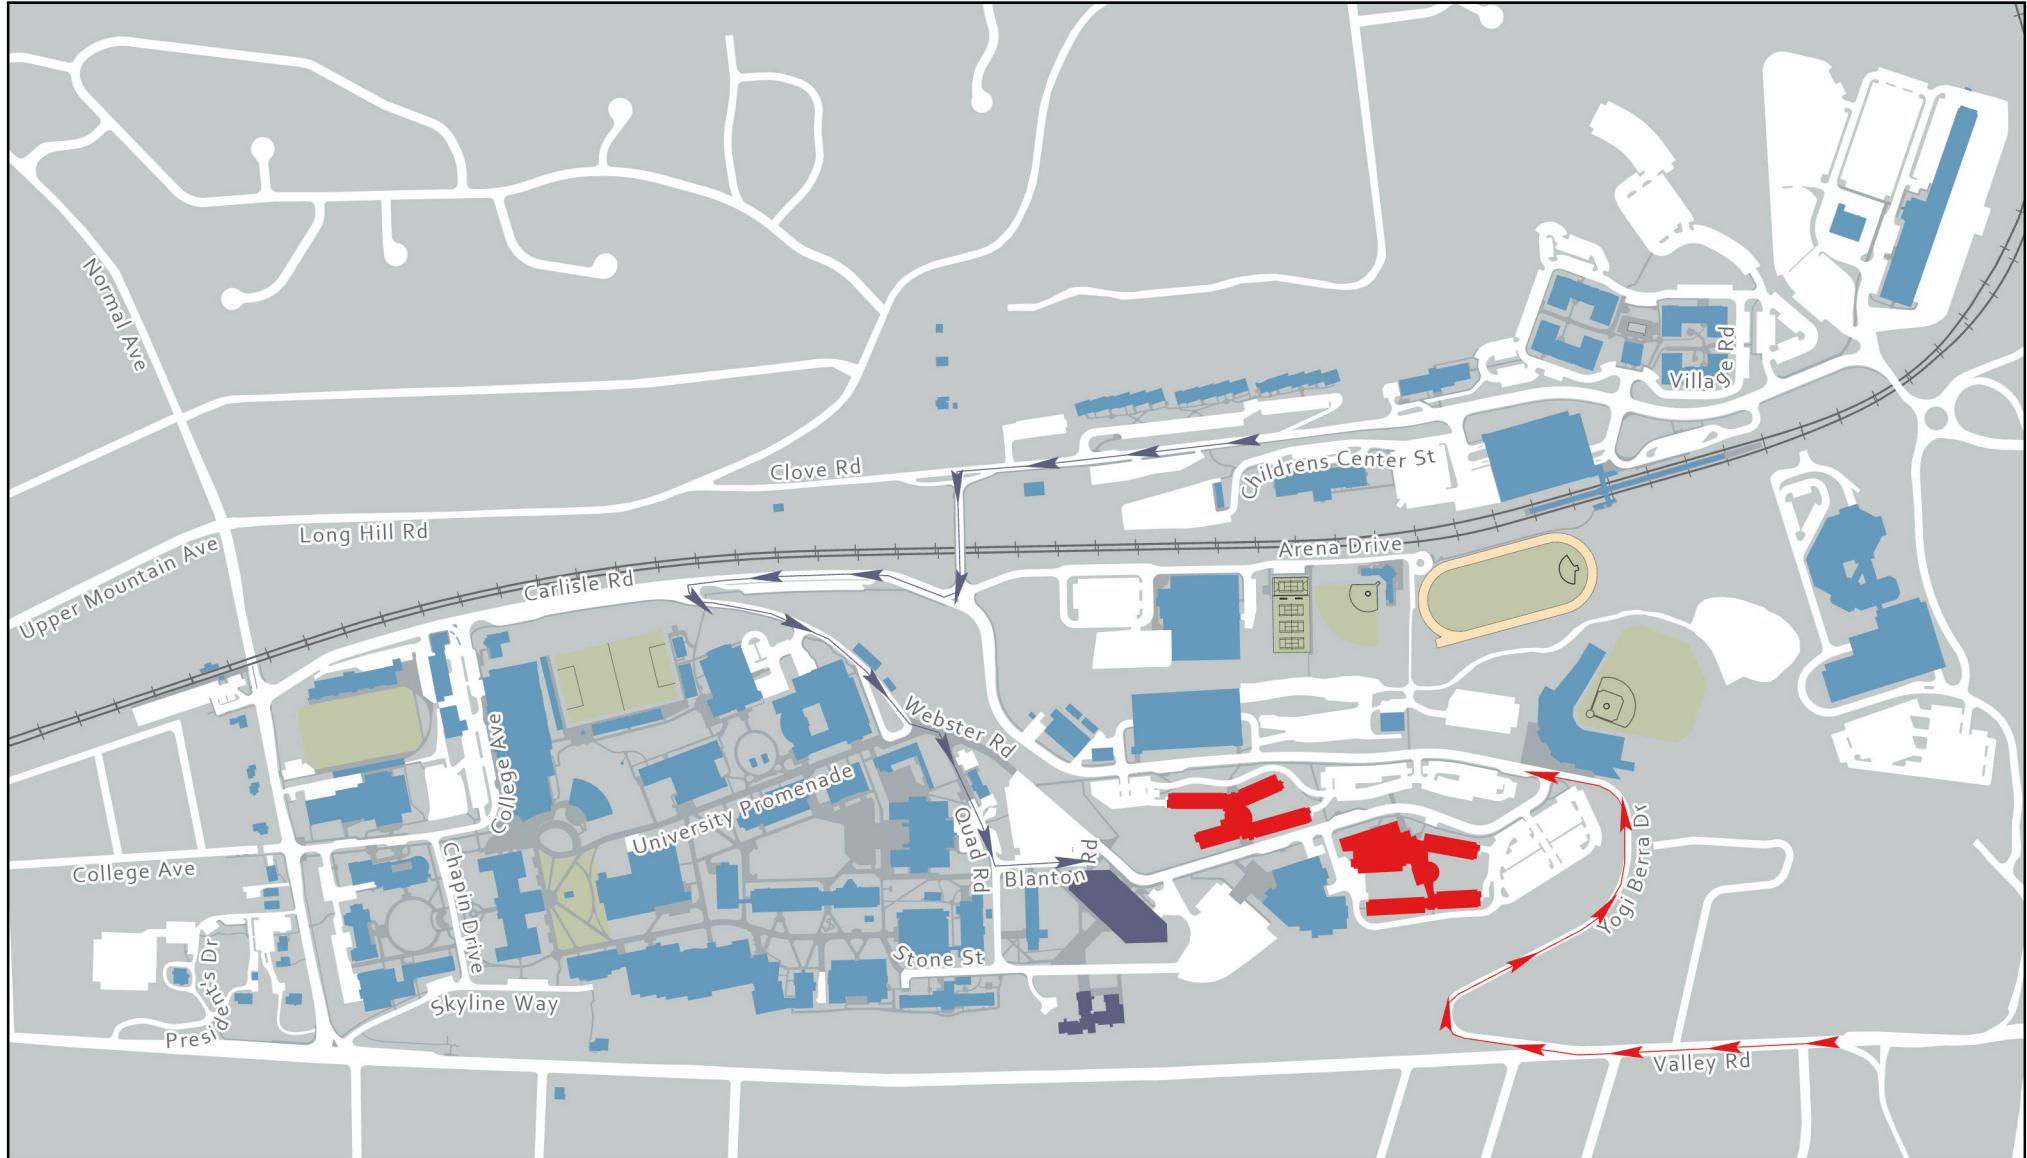 Normal Ave
Village Rd
Clove Rd
Childrens Center St
Long Hill Rd
Upper Mountain Ave
Arena Drive
Carlisle Rd
Webster Rd
College Ave
University Promenade
Quad Rd
Blanton Rd
Yogi Berra Dr
College Ave
Chapin Drive
Stone St
President's Dr
Skyline Way
Valley Rd